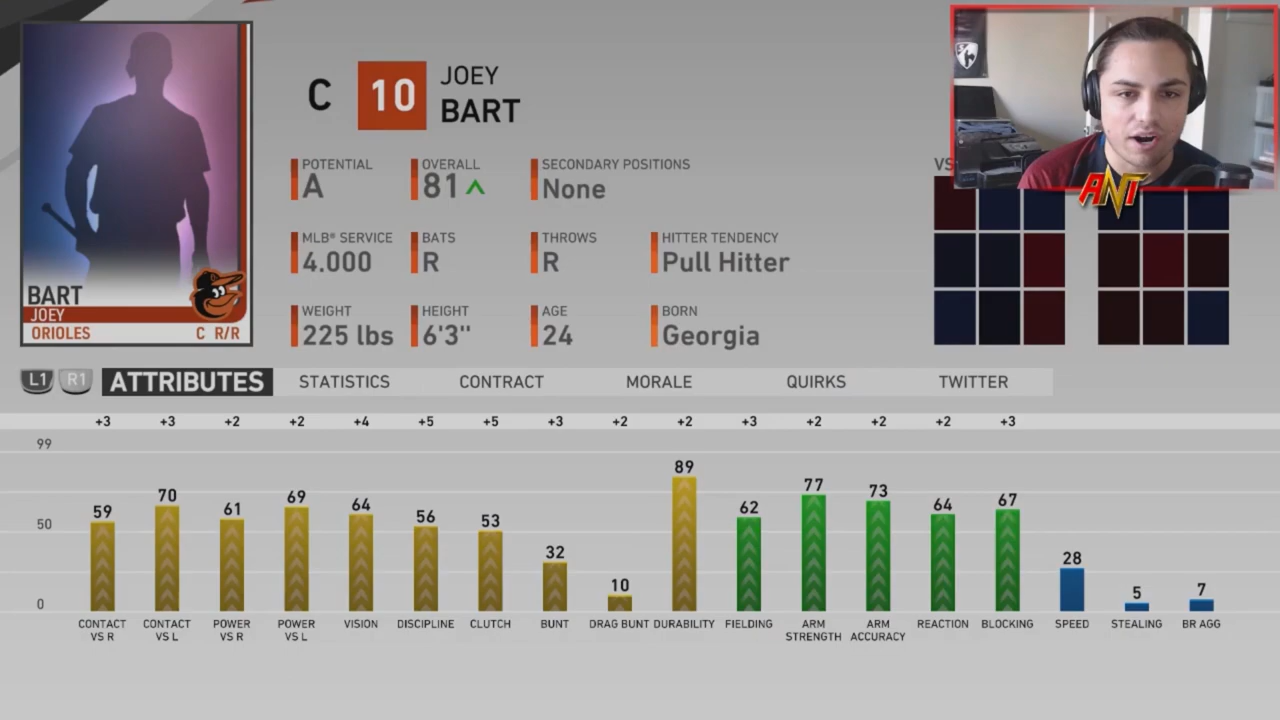 C 10 JOEY
BART
POTENTIAL OVERALL SECONDARY POSITIONS
A 81 None
MLB® SERVICE BATS THROWS HITTER TENDENCY
4.000 R R Pull Hitter
WEIGHT HEIGHT AGE BORN
225 lbs 6'3" 24 Georgia
BART
JOEY
ORIOLES C R/R
VS
ANT
L1 R1 ATTRIBUTES STATISTICS CONTRACT MORALE QUIRKS TWITTER
+3 +3 +2 +2 +4 +5 +5 +3 +2 +2 +3 +2 +2 +2 +3
99
50
0
59 70 61 69 64 56 53 32 10 89 62 77 73 64 67 28 5 7
CONTACT VS R
CONTACT VS L
POWER VS R
POWER VS L
VISION
DISCIPLINE
CLUTCH
BUNT
DRAG BUNT
DURABILITY
FIELDING
ARM STRENGTH
ARM ACCURACY
REACTION
BLOCKING
SPEED
STEALING
BR AGG